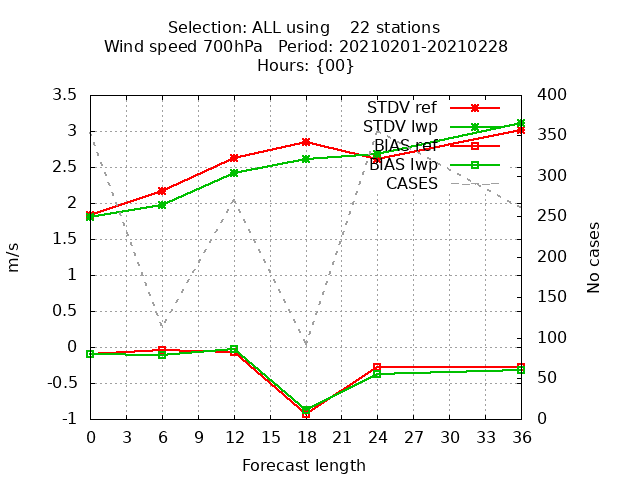 Selection: ALL using    22 stations
Wind speed 700hPa   Period: 20210201-20210228
Hours: {00}
3.5
3
2.5
2
1.5
1
0.5
0
-0.5
-1
m/s
STDV ref
STDV lwp
BIAS ref
BIAS lwp
CASES
400
350
300
250
200
150
100
50
0
No cases
0 3 6 9 12 15 18 21 24 27 30 33 36
Forecast length